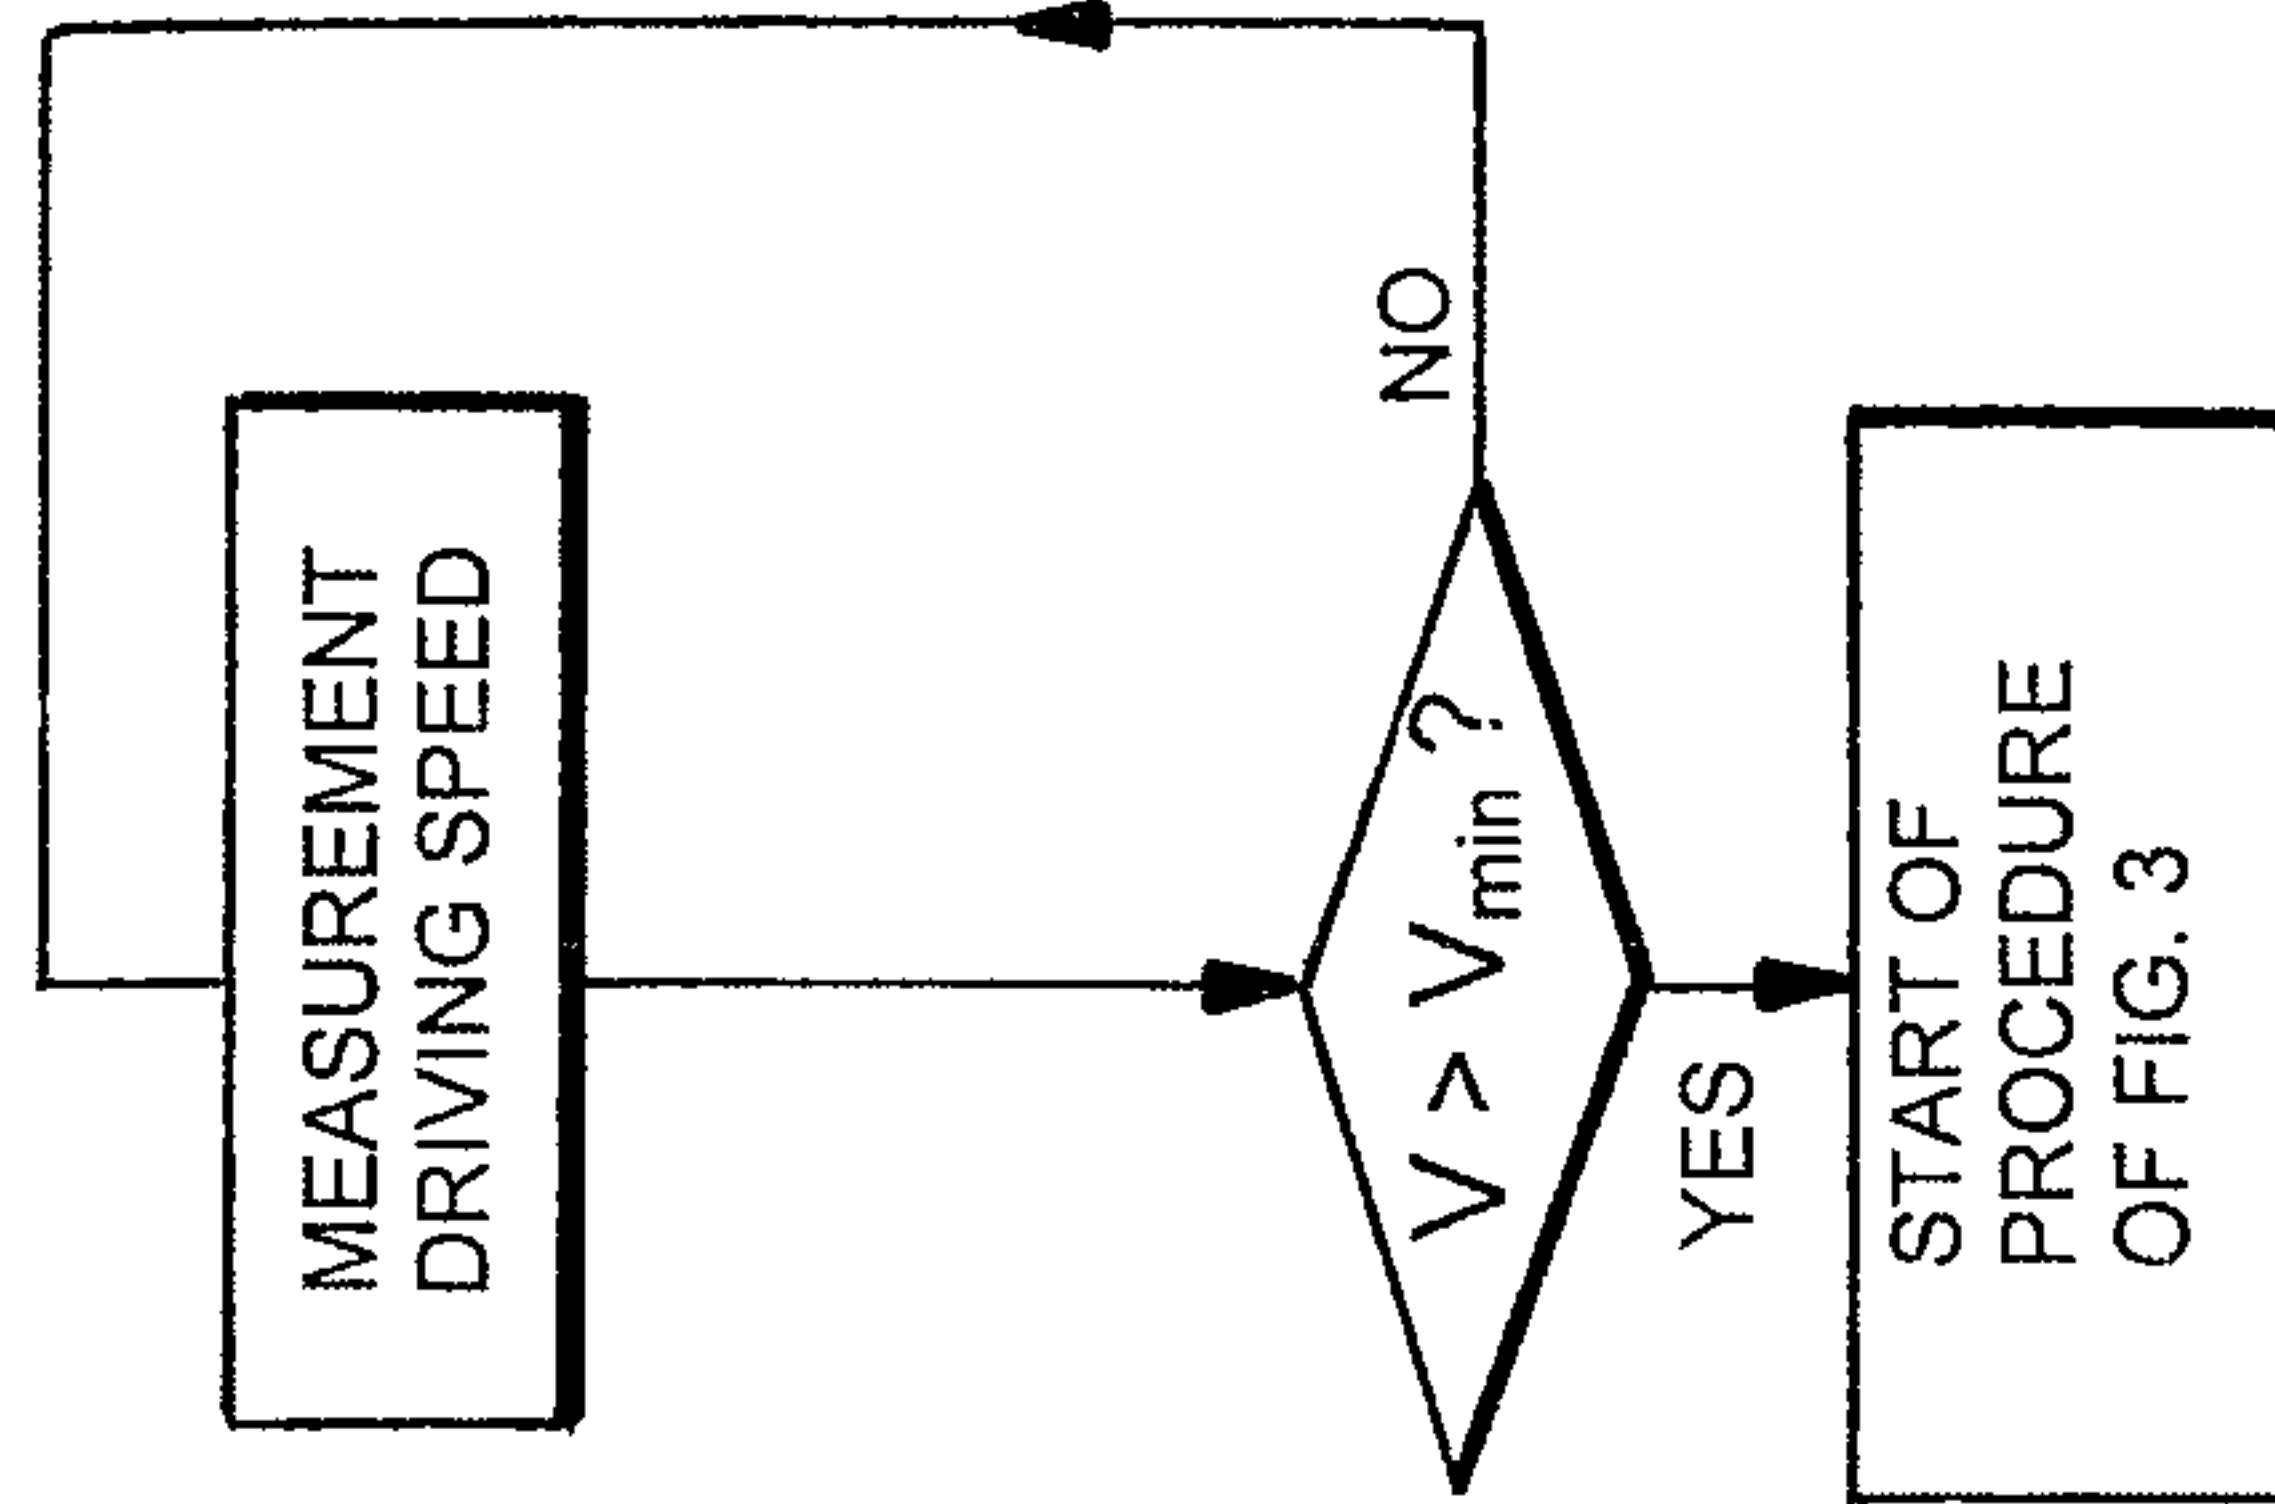 MEASUREMENT
DRIVING SPEED
V > Vmin ?
NO
YES
START OF
PROCEDURE
OF FIG. 3